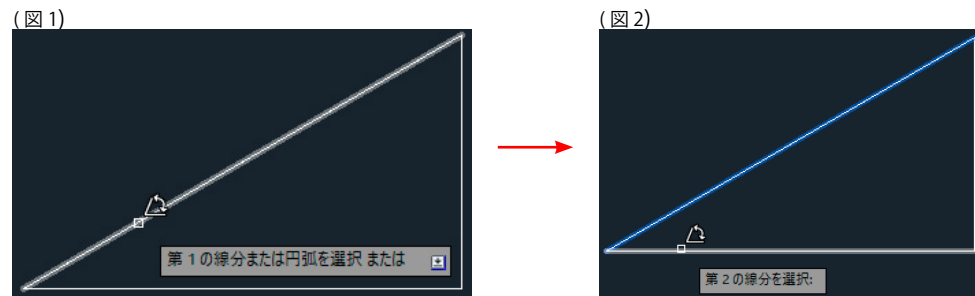 (図1)
(図2)
第 1 の線分または円弧を選択 または
第 2 の線分を選択: